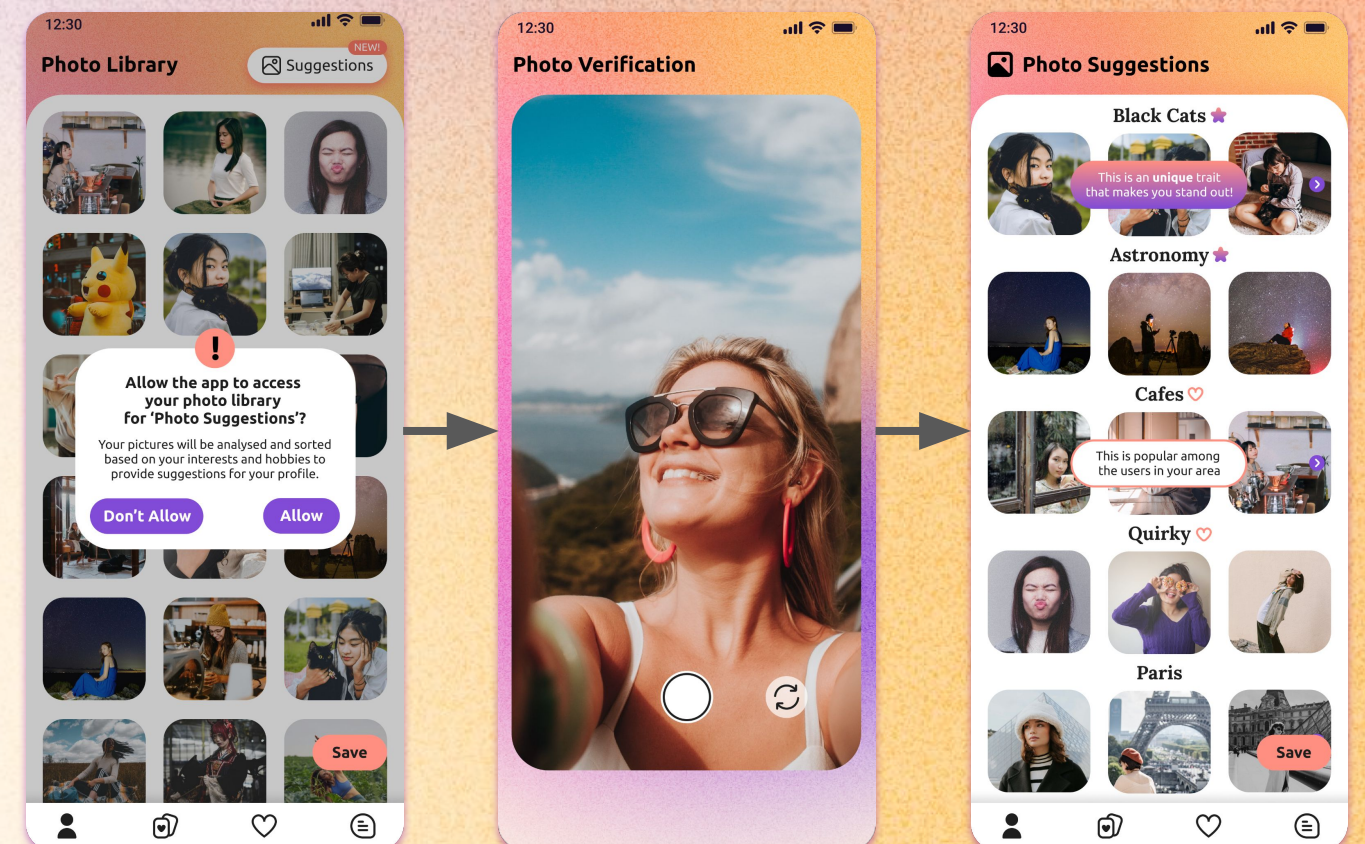 12:30
Photo Library
NEW!
Suggestions
Allow the app to access
your photo library
for ‘Photo Suggestions’?
Your pictures will be analysed and sorted
based on your interests and hobbies to
provide suggestions for your profile.
Don’t Allow
Allow
Save
12:30
Photo Verification
12:30
Photo Suggestions
Black Cats
This is an unique trait
that makes you stand out!
Astronomy
Cafes
This is popular among
the users in your area
Quirky
Paris
Save